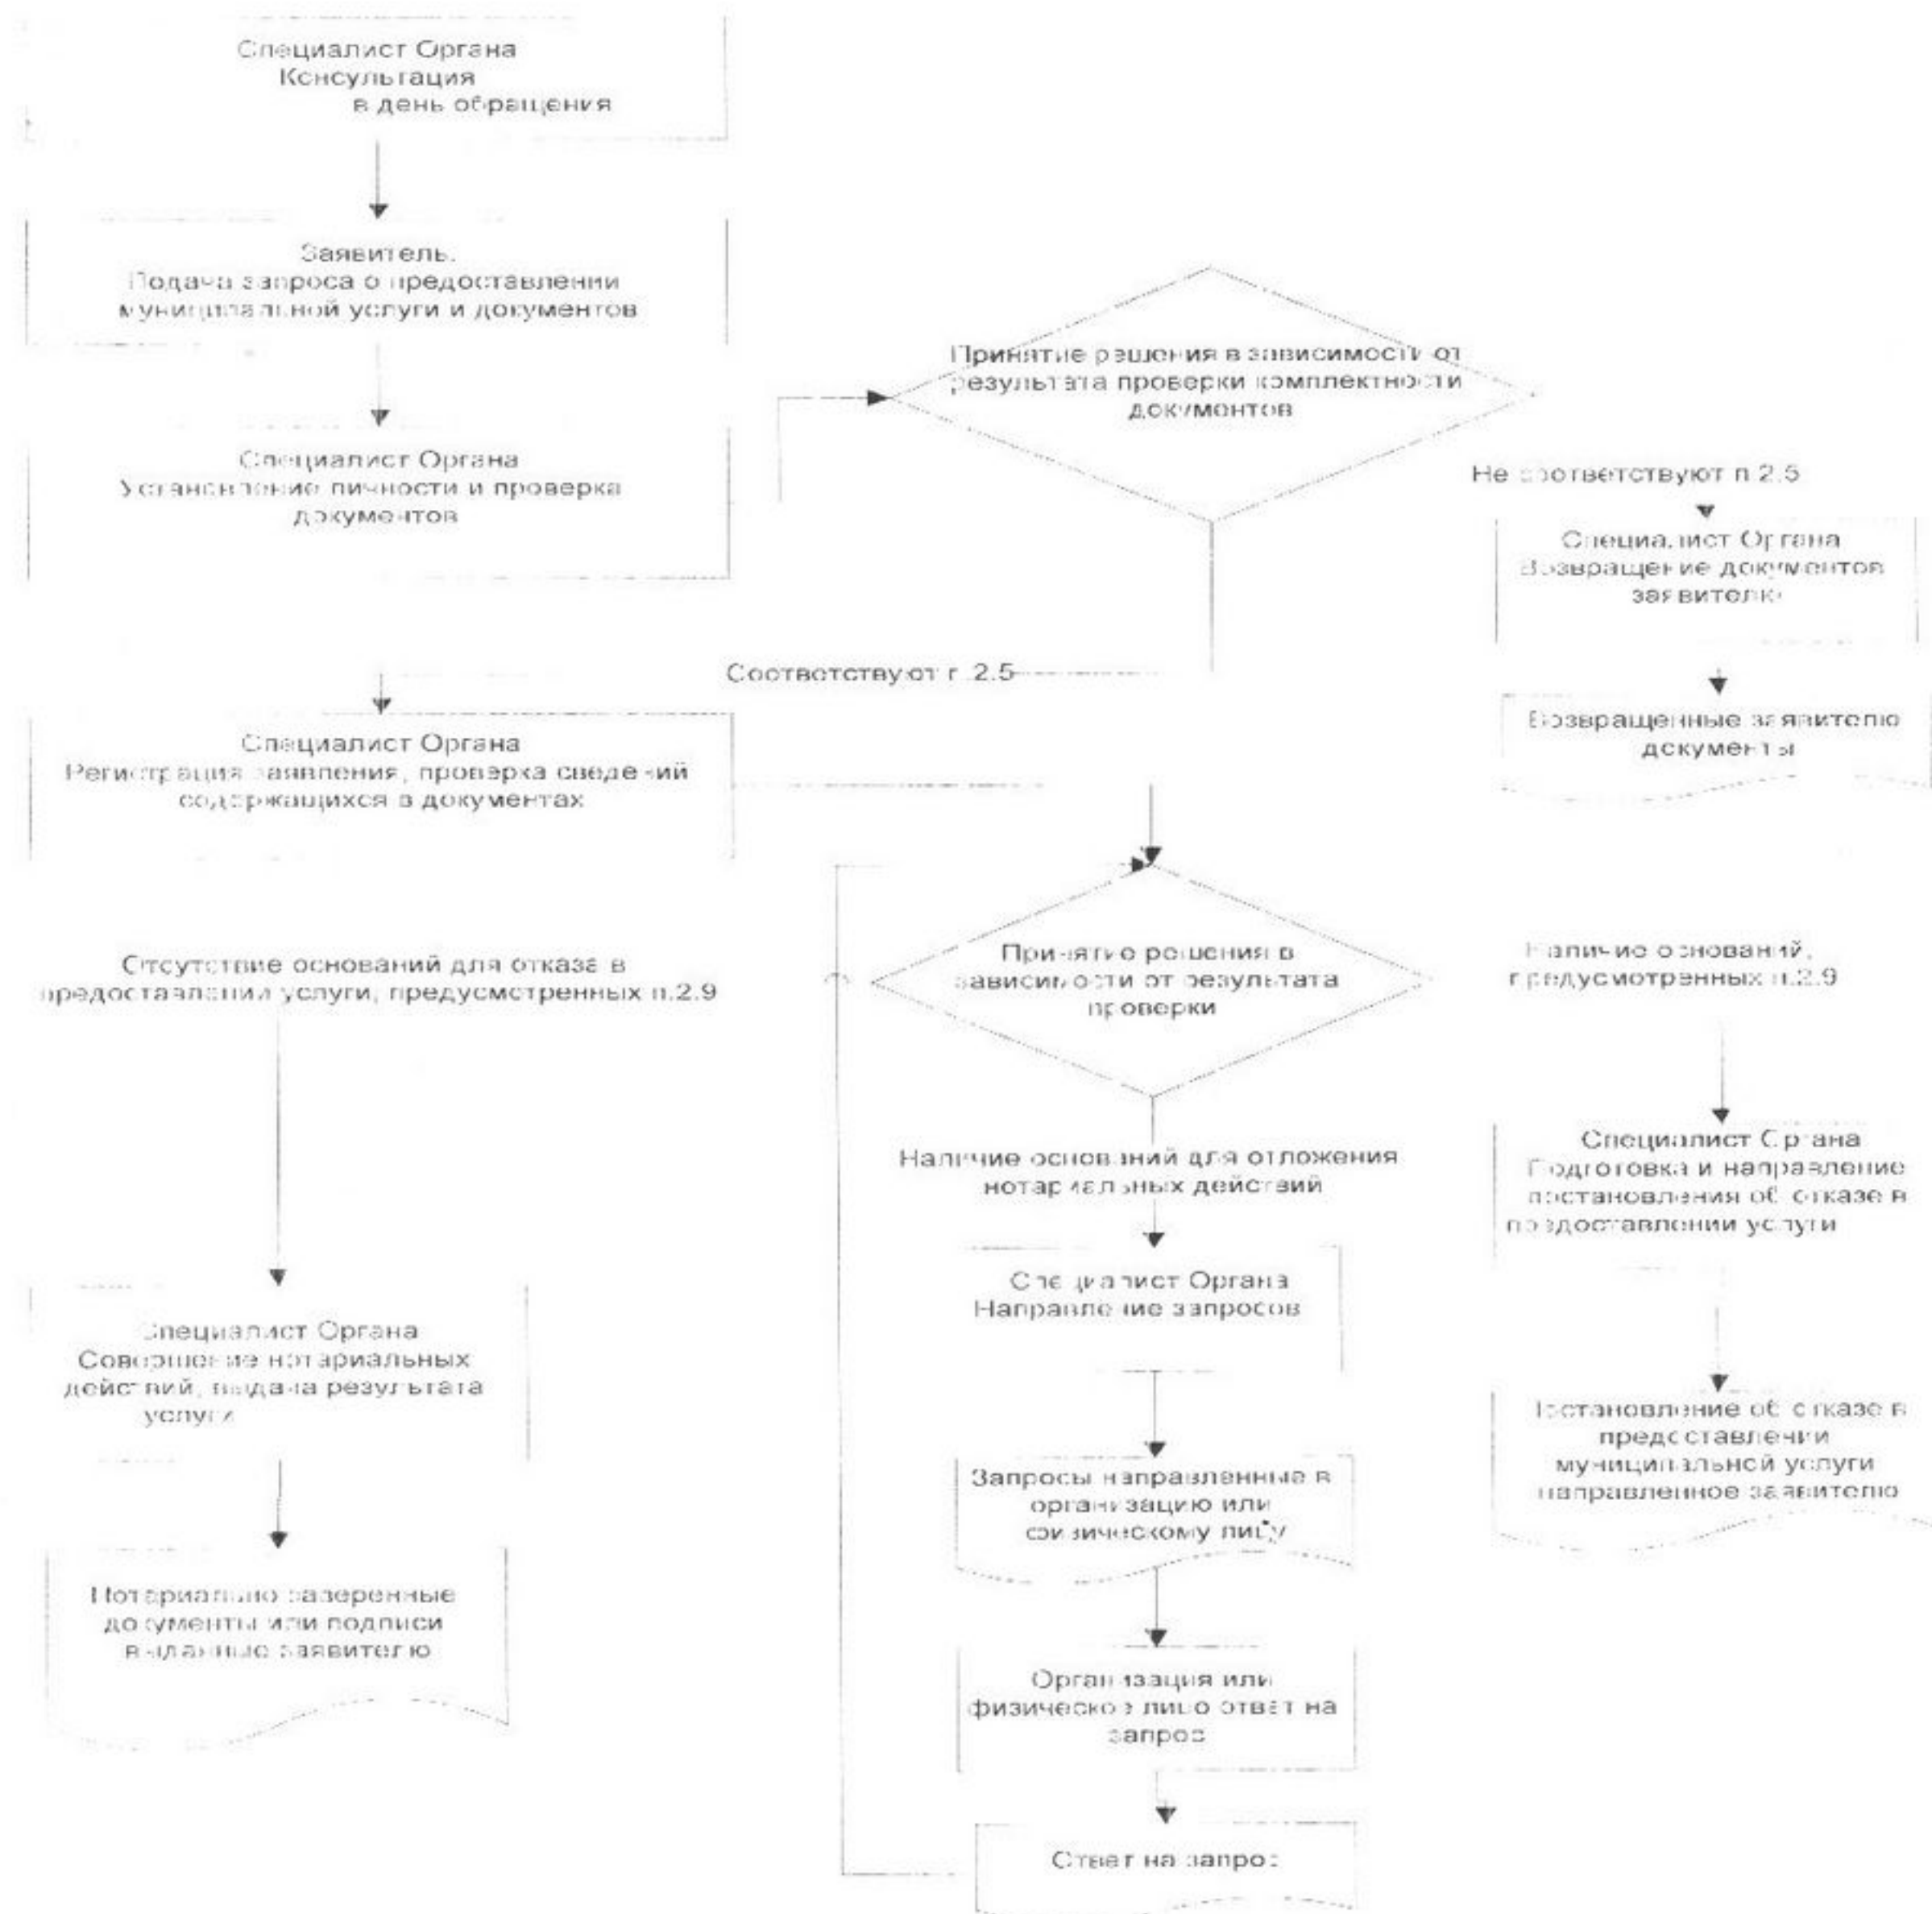 Специалист Органа
Консультация
в день обращения
Заявитель.
Подача запроса о предоставлении
муниципальной услуги и документов
Специалист Органа
Установление личности и проверка
документов
Принятие решения в зависимости от
результата проверки комплектности
документов
Не соответствуют п 2.5
Специалист Органа
Возвращение документов
заявителю
Возвращенные заявителю
документы
Соответствуют п.2.5
Специалист Органа
Регистрация заявления, проверка сведений
содержащихся в документах
Принятие решения в
зависимости от результата
проверки
Отсутствие оснований для отказа в
предоставлении услуги, предусмотренных п.2.9
Наличие оснований,
предусмотренных п.2.9
Наличие оснований для отложения
нотариальных действий
Специалист Органа
Направление запросов
Запросы направленные в
организацию или
физическому лицу
Организация или
физическое лицо ответ на
запрос
Ответ на запрос
Специалист Органа
Подготовка и направление
постановления об отказе в
предоставлении услуги
Постановление об отказе в
предоставлении
муниципальной услуги
направленное заявителю
Специалист Органа
Совершение нотариальных
действий, выдача результата
услуги
Нотариально заверенные
документы или подписи
выданные заявителю